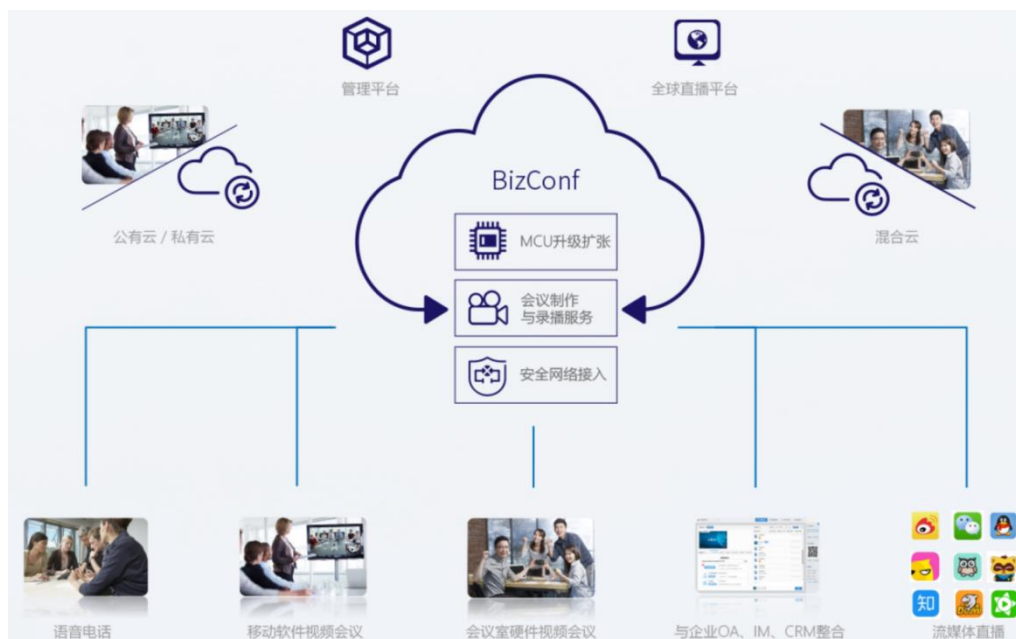 管理平台
全球直播平台
BizConf
公有云 / 私有云
MCU升级扩张
混合云
会议制作
与录播服务
安全网络接入
语音电话
移动软件视频会议
会议室硬件视频会议
与企业OA、IM、CRM整合
知
流媒体直播